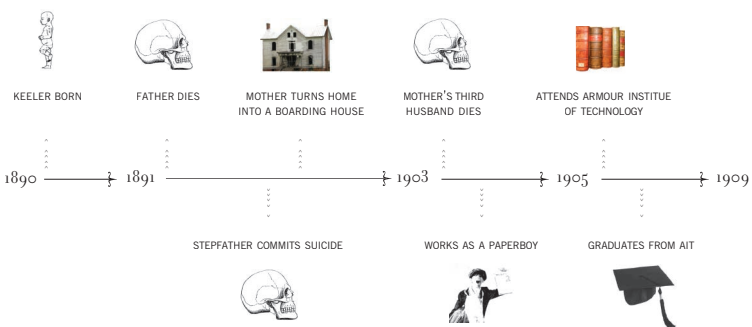 KEELER BORN
FATHER DIES
MOTHER TURNS HOME
INTO A BOARDING HOUSE
MOTHER'S THIRD
HUSBAND DIES
ATTENDS ARMOUR INSTITUE
OF TECHNOLOGY
1890
1891
1903
1905
1909
STEPFATHER COMMITS SUICIDE
WORKS AS A PAPERBOY
GRADUATES FROM AIT